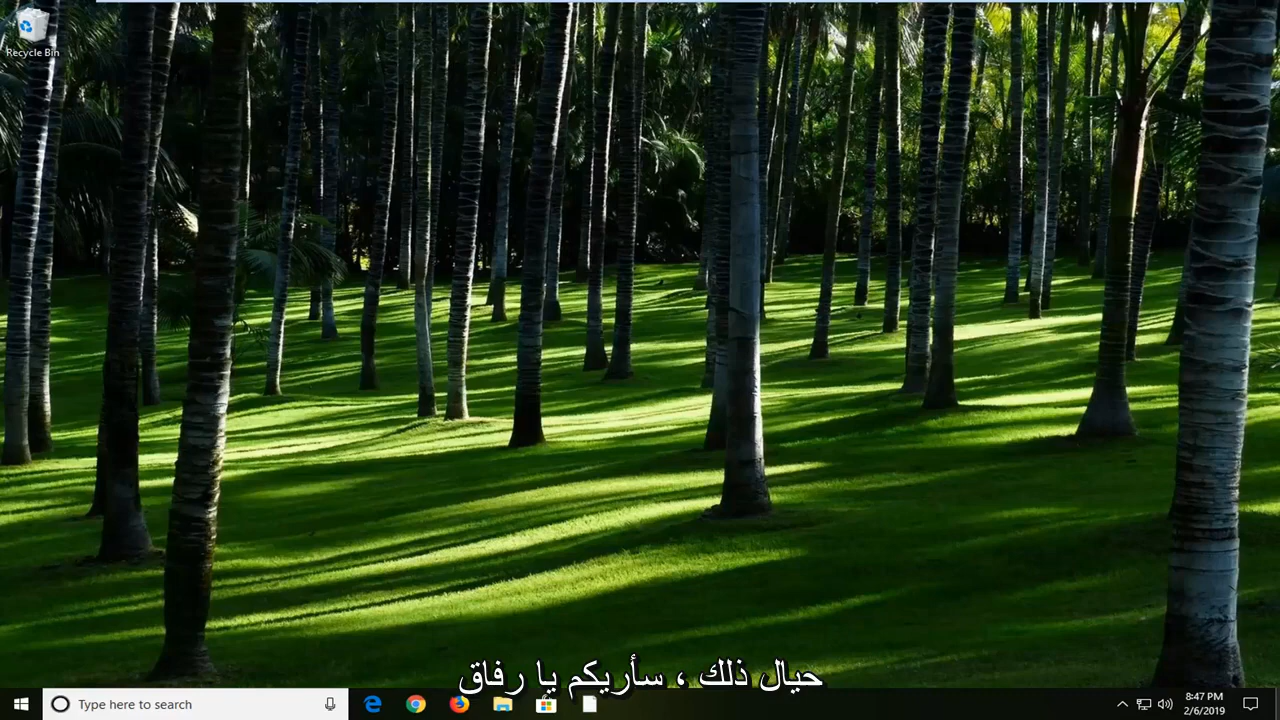 Recycle Bin
حيال ذلك ، سأريكم يا رفاق
Type here to search
8:47 PM
2/6/2019